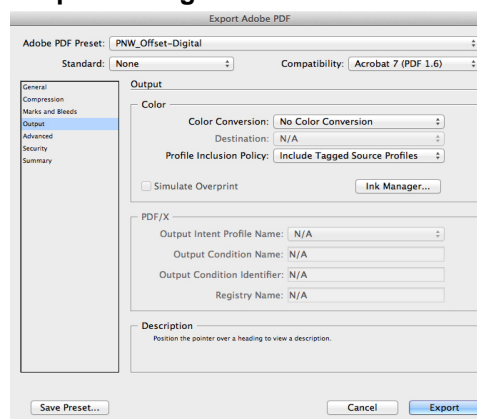 Export Adobe PDF
Adobe PDF Preset: PNW_Offset-Digital
Standard: None Compatibility: Acrobat 7 (PDF 1.6)
General
Compression
Marks and Bleeds
Output
Advanced
Security
Summary
Output
Color
Color Conversion: No Color Conversion
Destination: N/A
Profile Inclusion Policy: Include Tagged Source Profiles
Simulate Overprint Ink Manager...
PDF/X
Output Intent Profile Name: N/A
Output Condition Name: N/A
Output Condition Identifier: N/A
Registry Name: N/A
Description
Position the pointer over a heading to view a description.
Save Preset... Cancel Export